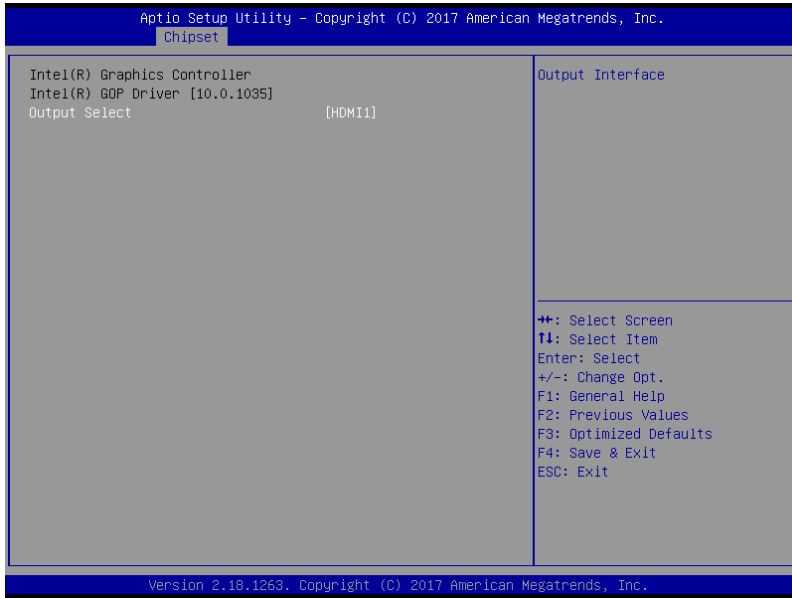 Aptio Setup Utility – Copyright (C) 2017 American Megatrends, Inc.
Chipset
Intel(R) Graphics Controller
Intel(R) GOP Driver [10.0.1035]
Output Select [HDMI1]
Output Interface
→←: Select Screen
↑↓: Select Item
Enter: Select
+/-: Change Opt.
F1: General Help
F2: Previous Values
F3: Optimized Defaults
F4: Save & Exit
ESC: Exit
Version 2.18.1263. Copyright (C) 2017 American Megatrends, Inc.